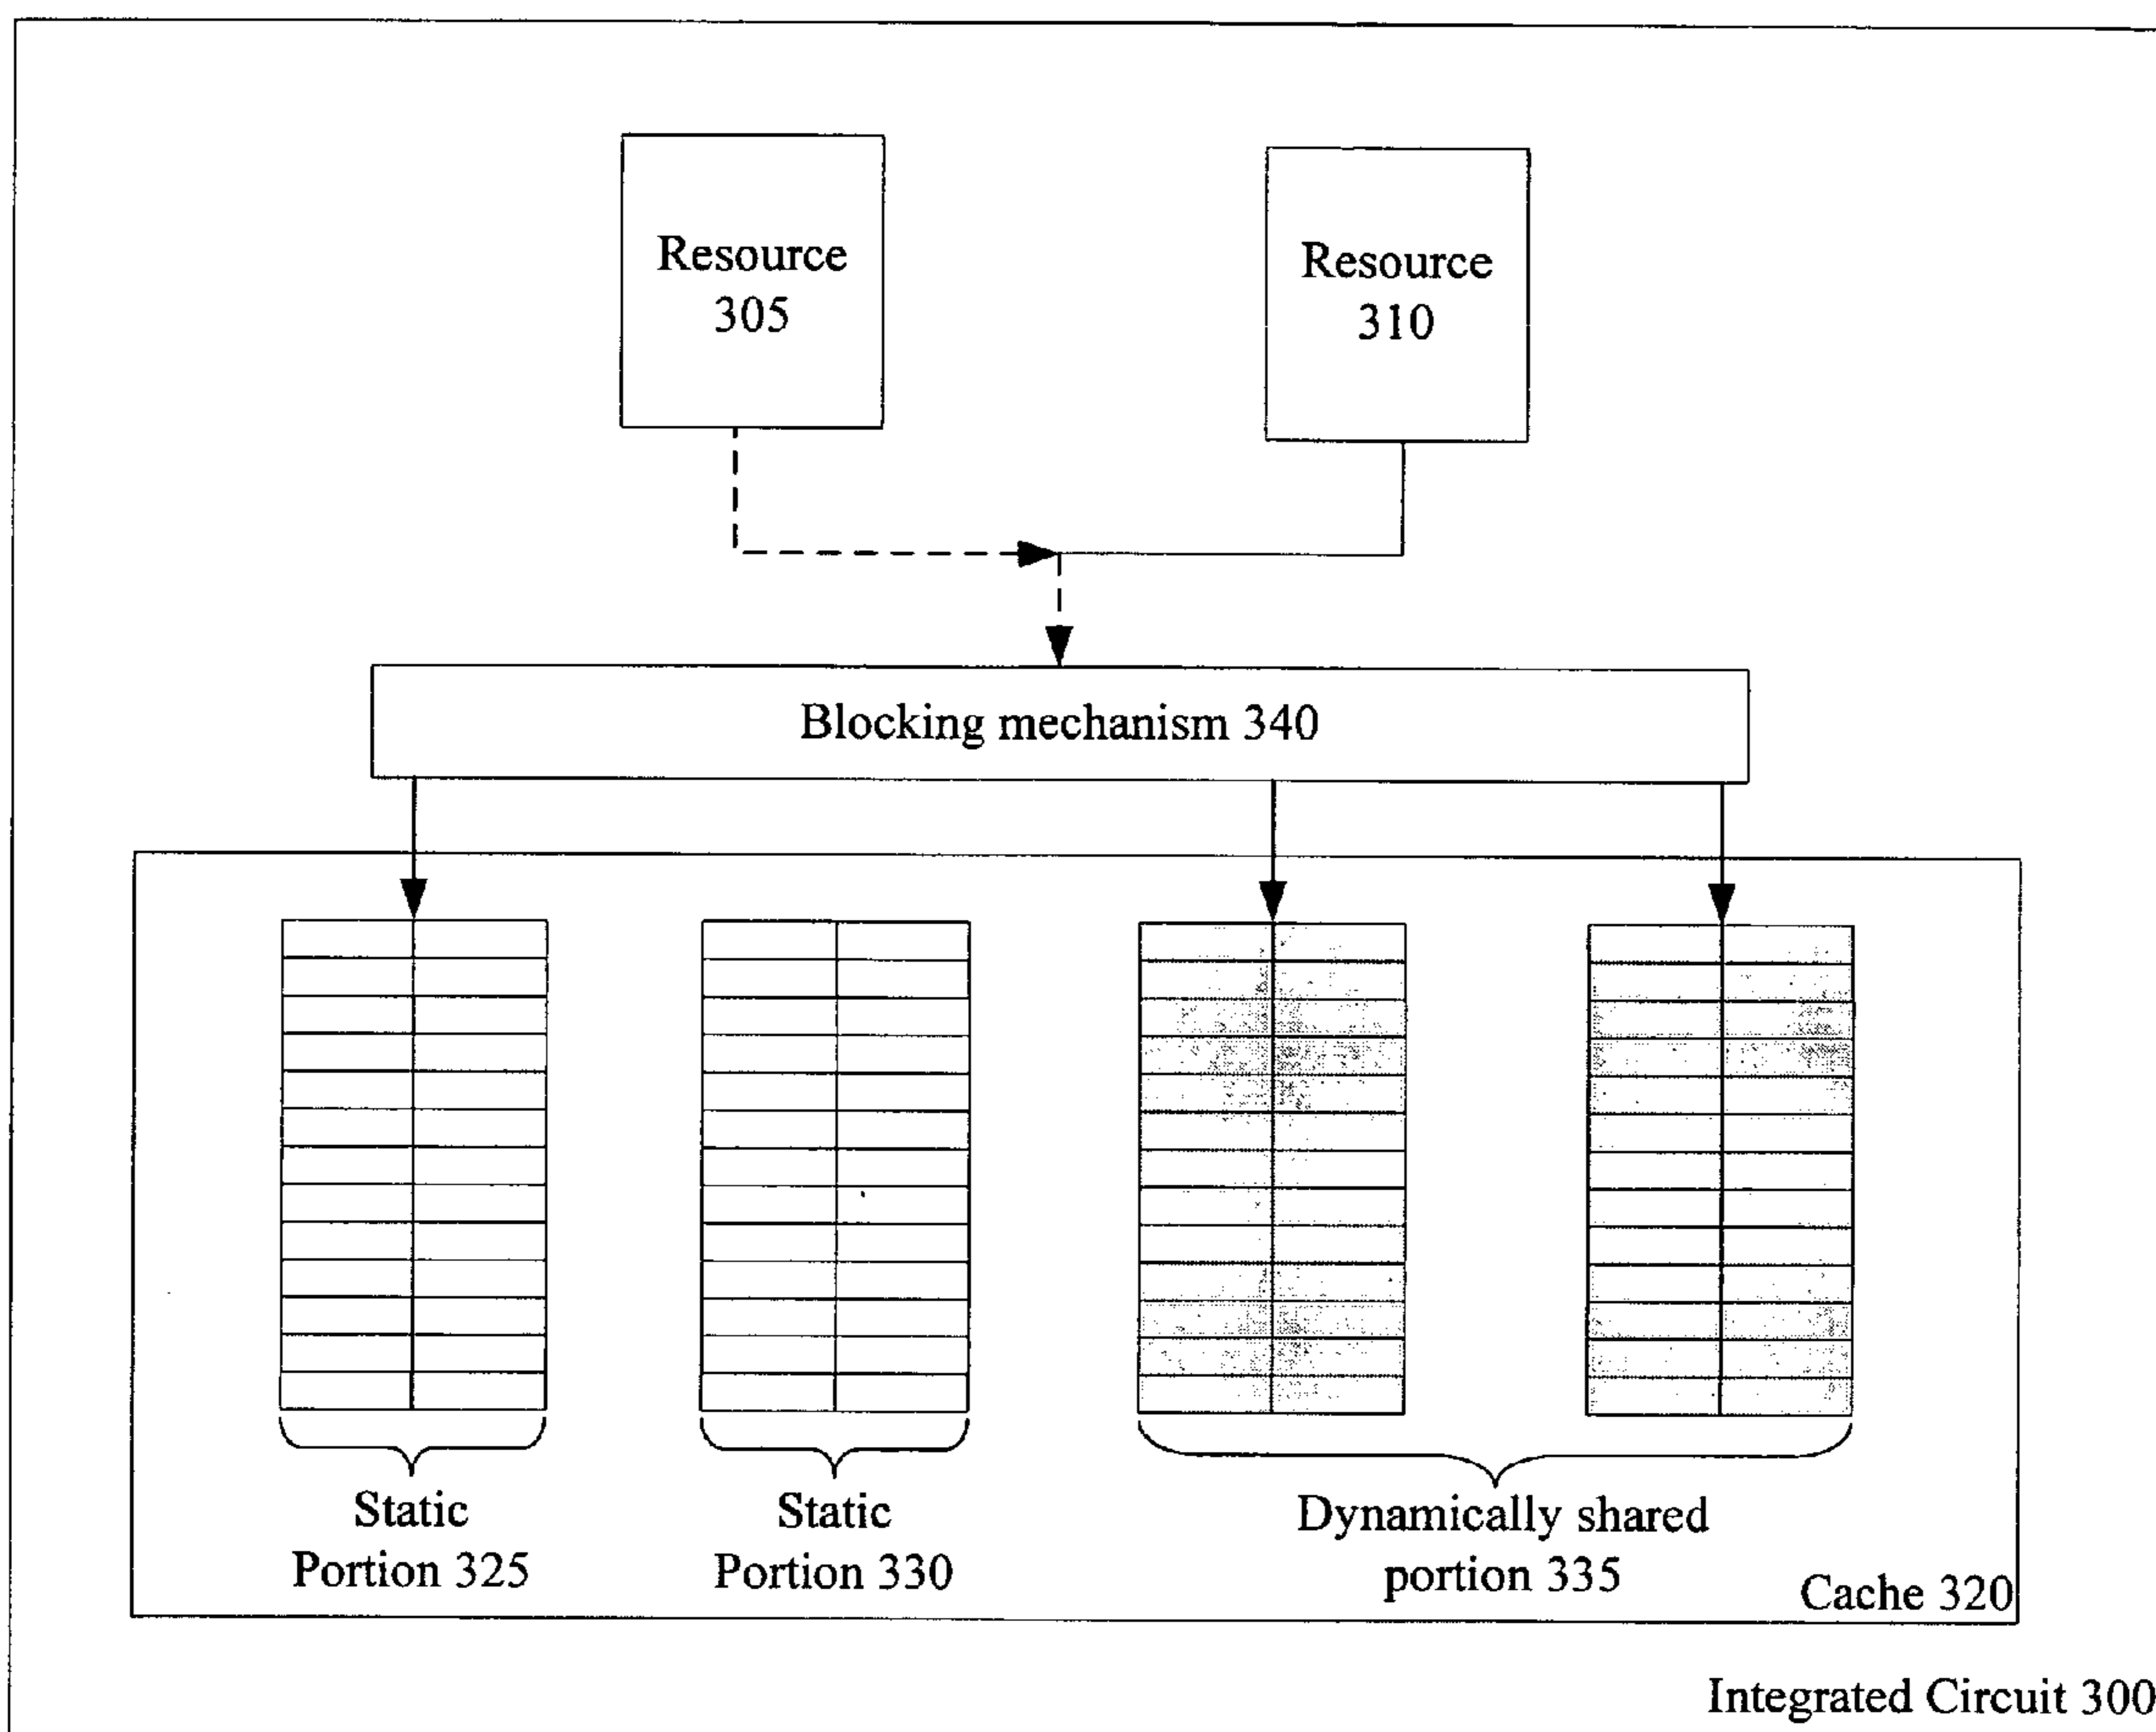 Resource
305
Resource
310
Blocking mechanism 340
Static
Portion 325
Static
Portion 330
Dynamically shared
portion 335
Cache 320
Integrated Circuit 300